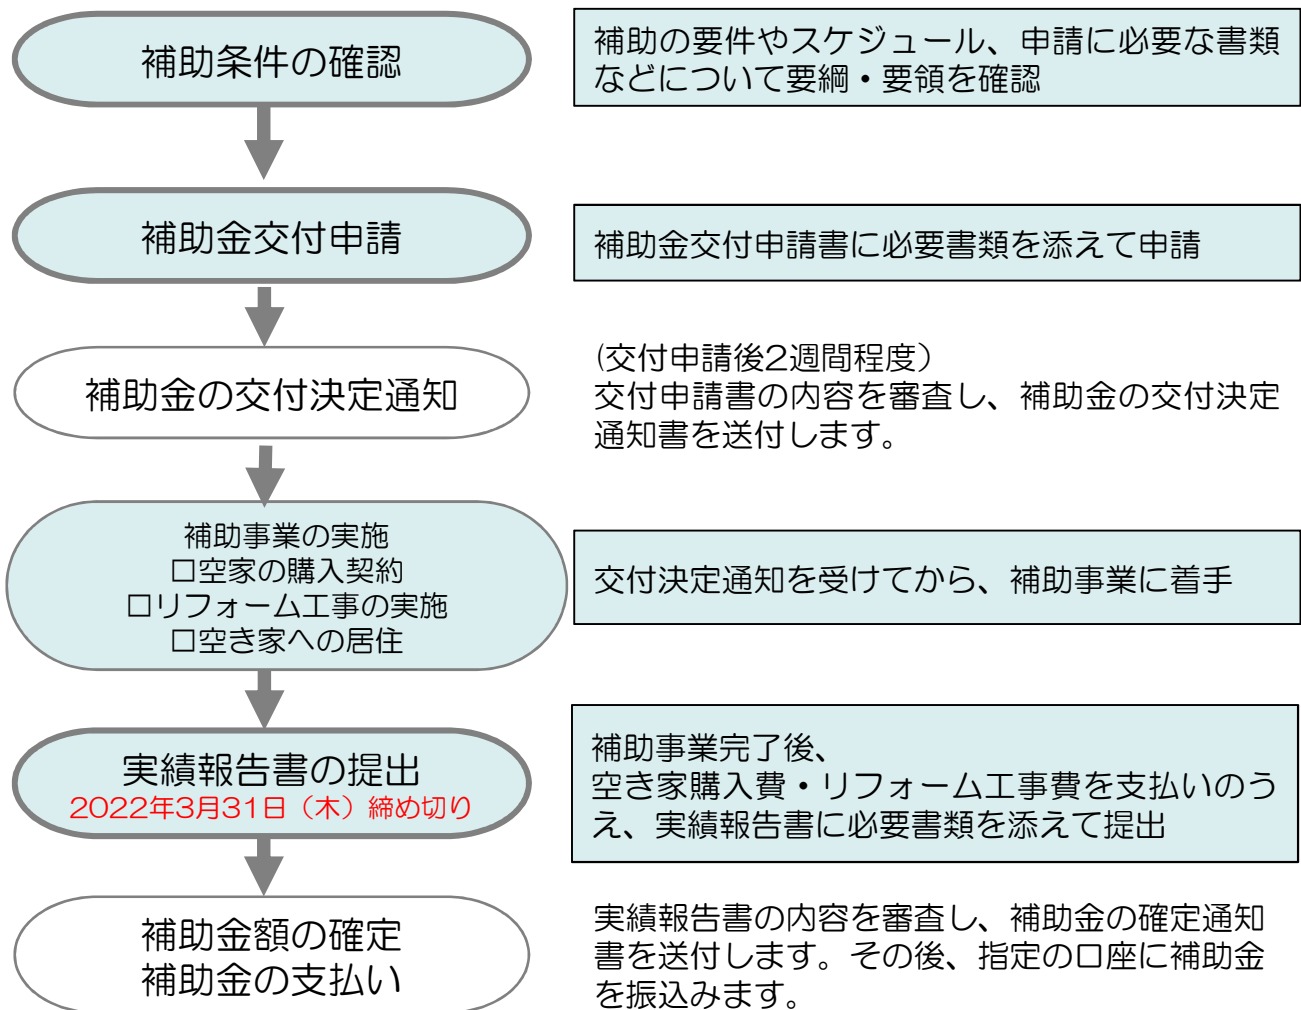 補助条件の確認
補助の要件やスケジュール、申請に必要な書類
などについて要綱・要領を確認
補助金交付申請
補助金交付申請書に必要書類を添えて申請
補助金の交付決定通知
(交付申請後2週間程度）
交付申請書の内容を審査し、補助金の交付決定
通知書を送付します。
補助事業の実施
□空家の購入契約
□リフォーム工事の実施
□空き家への居住
交付決定通知を受けてから、補助事業に着手
実績報告書の提出
2022年3月31日（木）締め切り
補助事業完了後、
空き家購入費・リフォーム工事費を支払いのう
え、実績報告書に必要書類を添えて提出
補助金額の確定
補助金の支払い
実績報告書の内容を審査し、補助金の確定通知
書を送付します。その後、指定の口座に補助金
を振込みます。